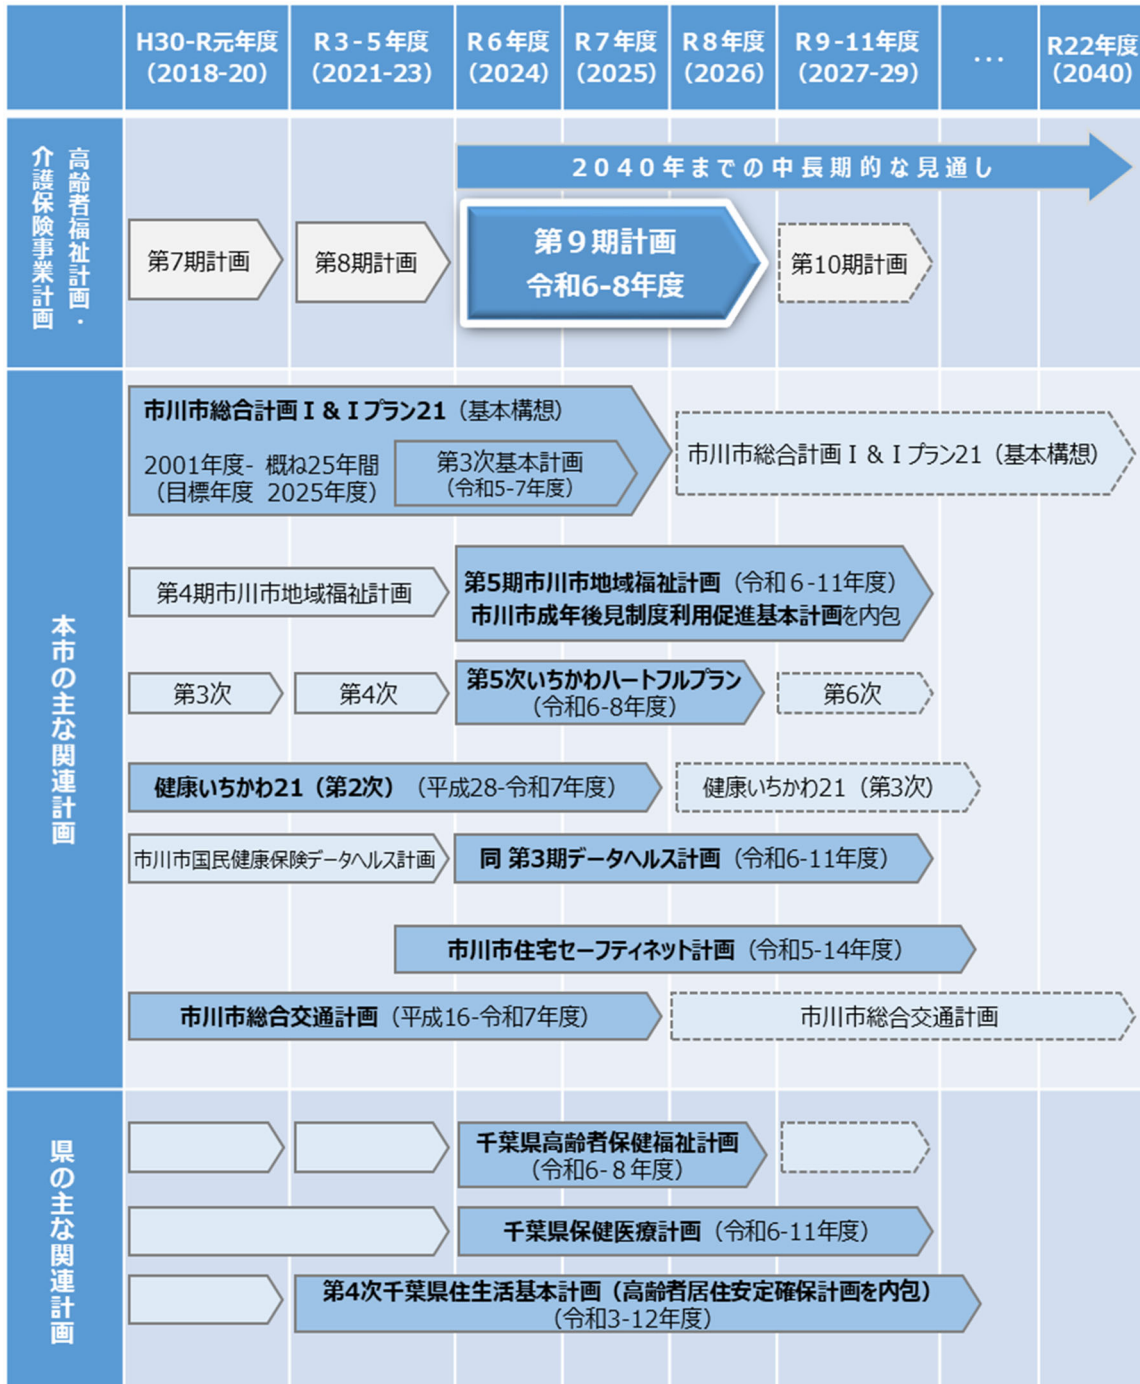 H30-R元年度
(2018-20)
R3-5年度
(2021-23)
R6年度
(2024)
R7年度
(2025)
R8年度
(2026)
R9-11年度
(2027-29)
...
R22年度
(2040)
高齢者福祉計画・
介護保険事業計画
2040年までの中長期的な見通し
第7期計画
第8期計画
第9期計画
令和6-8年度
第10期計画
本市の主な関連計画
市川市総合計画Ⅰ&Ⅰプラン21(基本構想)
2001年度- 概ね25年間
(目標年度 2025年度)
第3次基本計画
(令和5-7年度)
市川市総合計画Ⅰ&Ⅰプラン21(基本構想)
第4期市川市地域福祉計画
第5期市川市地域福祉計画(令和6-11年度)
市川市成年後見制度利用促進基本計画を内包
第3次
第4次
第5次いちかわハートフルプラン
(令和6-8年度)
第6次
健康いちかわ21(第2次)(平成28-令和7年度)
健康いちかわ21(第3次)
市川市国民健康保険データヘルス計画
同 第3期データヘルス計画(令和6-11年度)
市川市住宅セーフティネット計画(令和5-14年度)
市川市総合交通計画(平成16-令和7年度)
市川市総合交通計画
県の主な関連計画
千葉県高齢者保健福祉計画
(令和6-8年度)
千葉県保健医療計画(令和6-11年度)
第4次千葉県住生活基本計画(高齢者居住安定確保計画を内包)
(令和3-12年度)